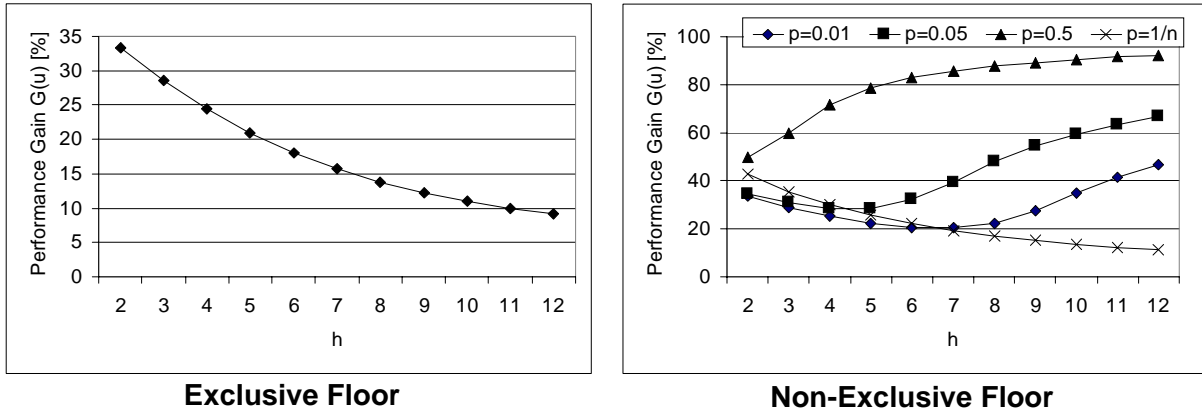 Performance Gain G(u) [%]
35
30
25
20
15
10
5
0
2 3 4 5 6 7 8 9 10 11 12
h
Exclusive Floor
p=0.01 p=0.05 p=0.5 p=1/n
Performance Gain G(u) [%]
100
80
60
40
20
0
2 3 4 5 6 7 8 9 10 11 12
h
Non-Exclusive Floor